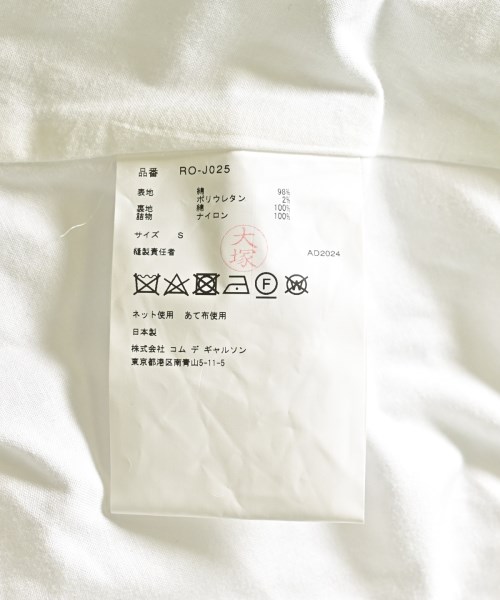 品番 RO-J025
表地 綿 98%
ポリウレタン 2%
裏地 綿 100%
詰物 ナイロン 100%
サイズ S
縫製責任者 大塚 AD2024
ネット使用 あて布使用
日本製
株式会社 コム デ ギャルソン
東京都港区南青山5-11-5